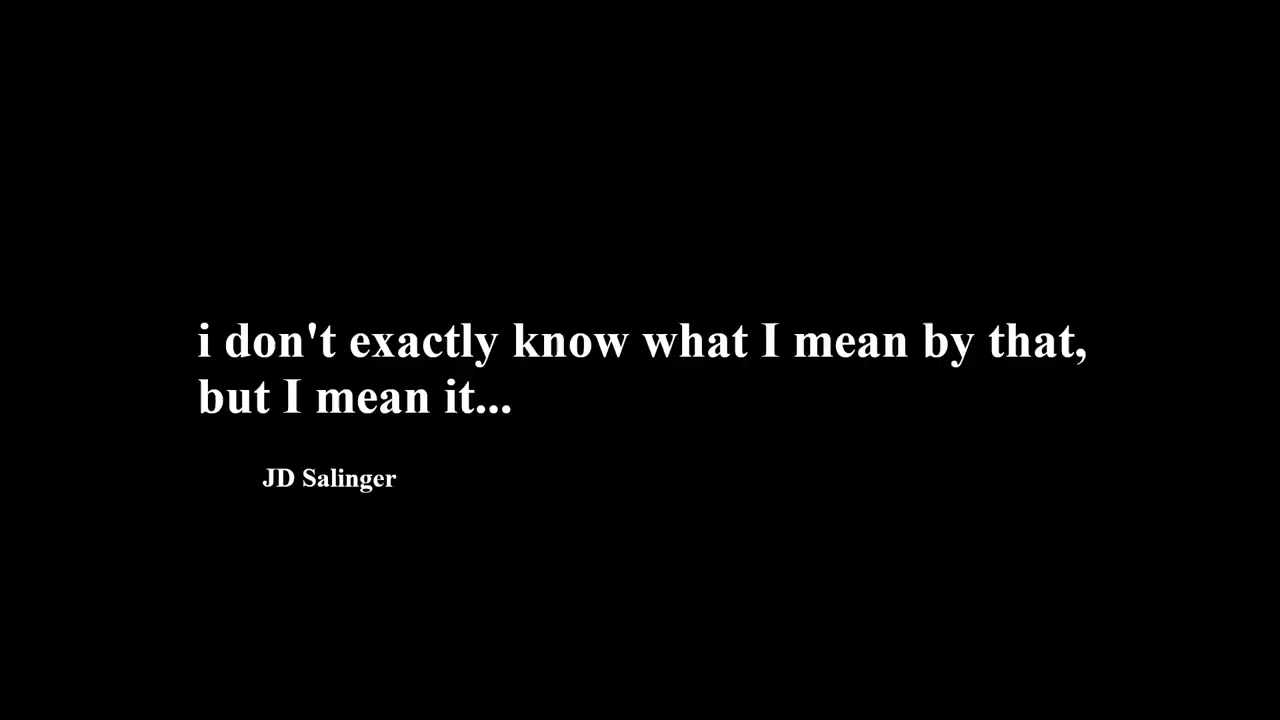 i don't exactly know what I mean by that,
but I mean it...
JD Salinger